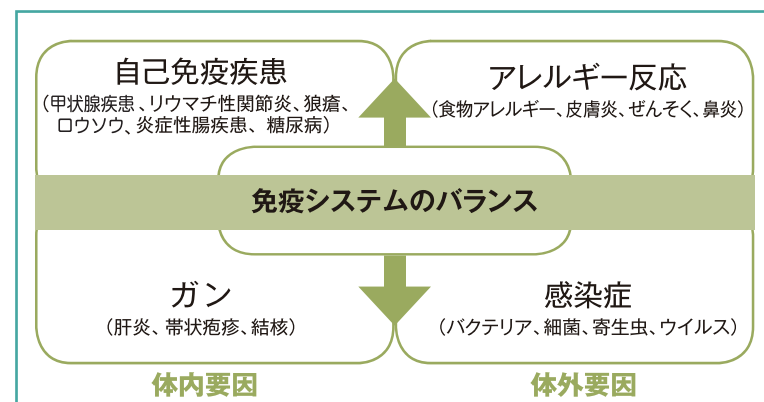 自己免疫疾患
(甲状腺疾患、リウマチ性関節炎、狼瘡、
ロウソウ、炎症性腸疾患、糖尿病)
アレルギー反応
(食物アレルギー、皮膚炎、ぜんそく、鼻炎)
免疫システムのバランス
ガン
(肝炎、帯状疱疹、結核)
感染症
(バクテリア、細菌、寄生虫、ウイルス)
体内要因
体外要因